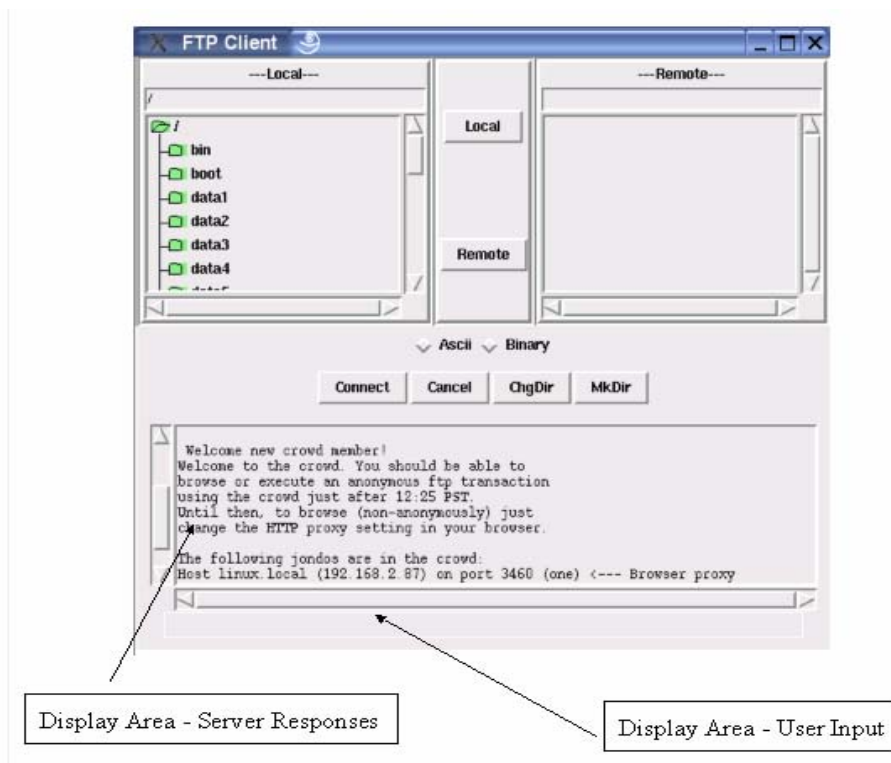 FTP Client
---Local---
---Remote---
/
/
bin
boot
data1
data2
data3
data4
Local
Remote
Ascii Binary
Connect Cancel ChgDir MkDir
Welcome new crowd member!
Welcome to the crowd. You should be able to
browse or execute an anonymous ftp transaction
using the crowd just after 12:25 PST.
Until then, to browse (non-anonymously) just
change the HTTP proxy setting in your browser.
The following jondos are in the crowd:
Host linux.local (192.168.2.87) on port 3460 (one) <--- Browser proxy
Display Area - Server Responses
Display Area - User Input